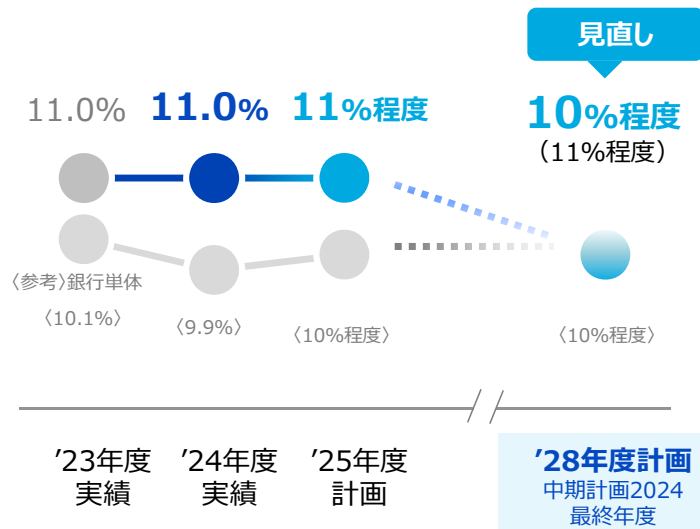 見直し
11.0%
11.0%
11%程度
10%程度
（11%程度）
〈参考〉銀行単体
〈10.1%〉
〈9.9%〉
〈10%程度〉
〈10%程度〉
’23年度
実績
’24年度
実績
’25年度
計画
’28年度計画
中期計画2024
最終年度